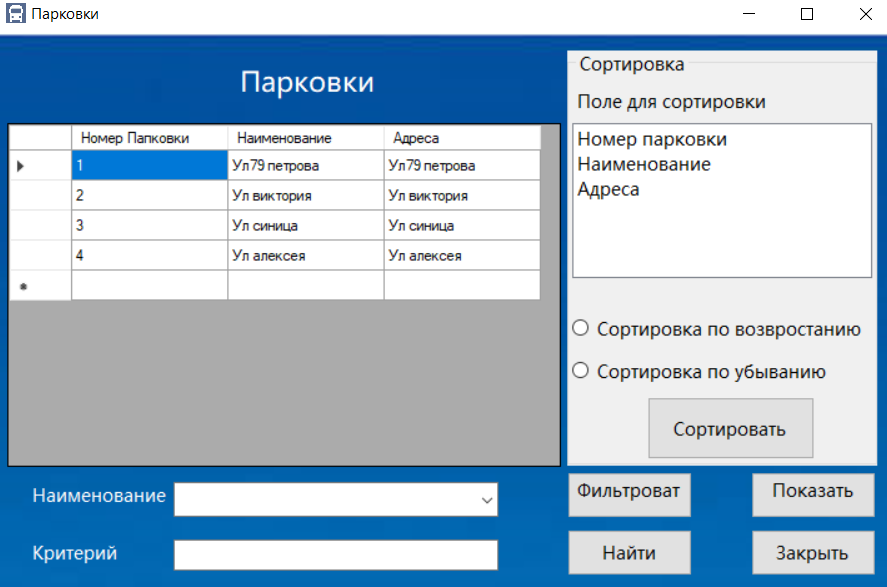 Парковки
Парковки
Номер Папковки Наименование Адреса
1 Ул79 петрова Ул79 петрова
2 Ул виктория Ул виктория
3 Ул синица Ул синица
4 Ул алексея Ул алексея
Сортировка
Поле для сортировки
Номер парковки
Наименование
Адреса
Сортировка по возвростанию
Сортировка по убыванию
Сортировать
Наименование
Фильтроват
Показать
Критерий
Найти
Закрыть